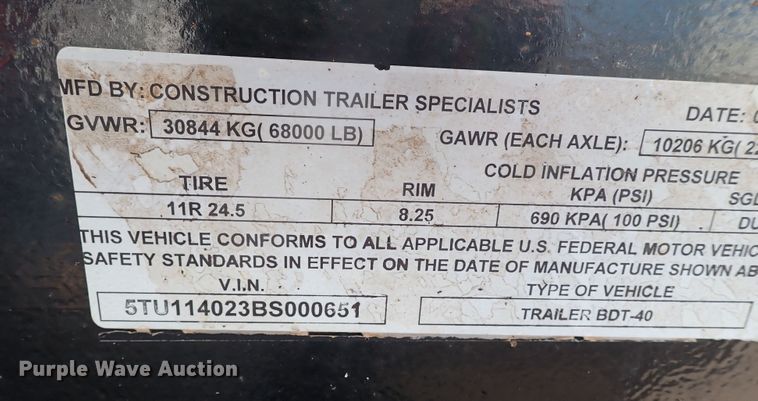 MFD BY: CONSTRUCTION TRAILER SPECIALISTS DATE:
GVWR: 30844 KG( 68000 LB) GAWR (EACH AXLE): 10206 KG(
TIRE RIM COLD INFLATION PRESSURE
KPA (PSI)
11R 24.5 8.25 690 KPA( 100 PSI)
THIS VEHICLE CONFORMS TO ALL APPLICABLE U.S. FEDERAL MOTOR
SAFETY STANDARDS IN EFFECT ON THE DATE OF MANUFACTURE SHOWN
V.I.N. TYPE OF VEHICLE
5TU114023BS000651 TRAILER BDT-40
Purple Wave Auction